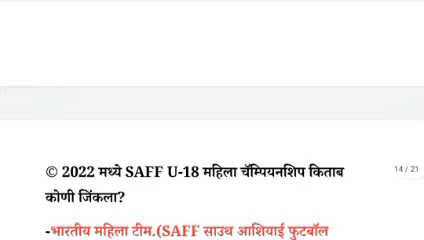 © 2022 मध्ये SAFF U-18 महिला चॅम्पियनशिप किताब
14 / 21
कोणी जिंकला?
-भारतीय महिला टीम.(SAFF साउथ आशियाई फुटबॉल